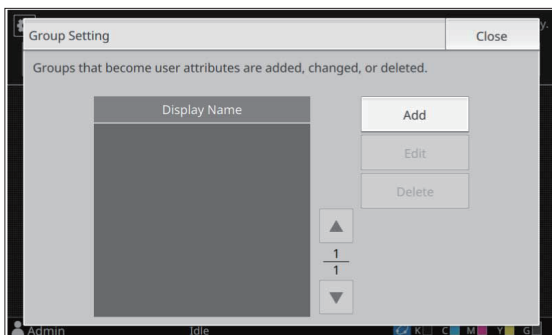 Group Setting
Close
Groups that become user attributes are added, changed, or deleted.
Display Name
Add
Edit
Delete
1
1
Admin
Idle
K
C
M
Y
G